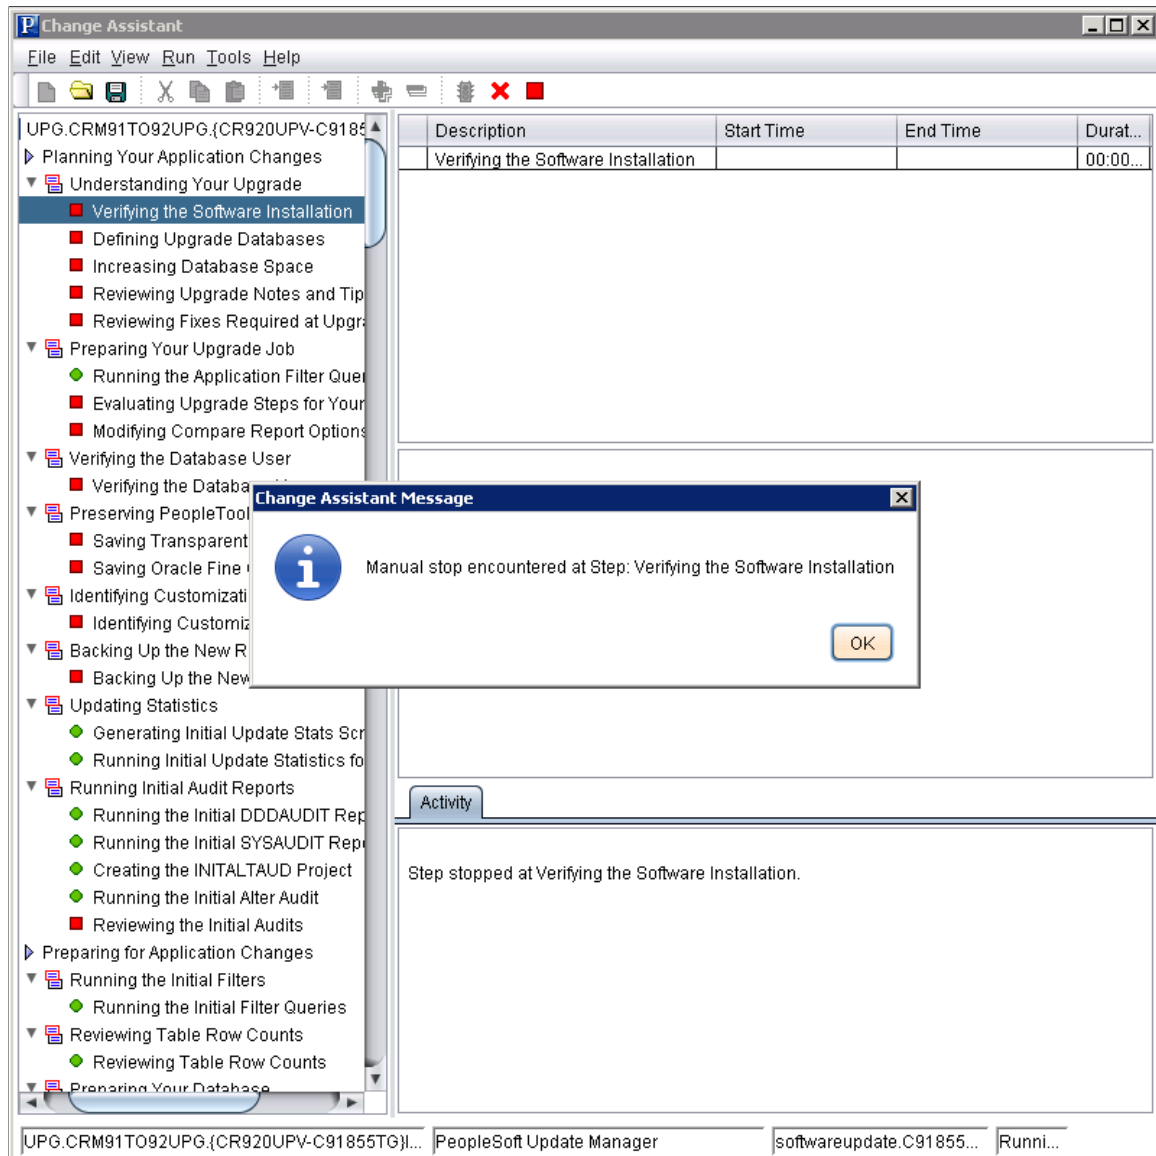 Change Assistant
File Edit View Run Tools Help
UPG.CRM91TO92UPG.{CR920UPV-C9185
Planning Your Application Changes
Understanding Your Upgrade
Verifying the Software Installation
Defining Upgrade Databases
Increasing Database Space
Reviewing Upgrade Notes and Tip
Reviewing Fixes Required at Upgra
Preparing Your Upgrade Job
Running the Application Filter Quer
Evaluating Upgrade Steps for Your
Modifying Compare Report Options
Verifying the Database User
Verifying the Databa
Preserving PeopleTool
Saving Transparent
Saving Oracle Fine
Identifying Customizati
Identifying Customiz
Backing Up the New R
Backing Up the New
Updating Statistics
Generating Initial Update Stats Scr
Running Initial Update Statistics fo
Running Initial Audit Reports
Running the Initial DDDAUDIT Rep
Running the Initial SYSAUDIT Repo
Creating the INITALTAUD Project
Running the Initial Alter Audit
Reviewing the Initial Audits
Preparing for Application Changes
Running the Initial Filters
Running the Initial Filter Queries
Reviewing Table Row Counts
Reviewing Table Row Counts
Preparing Your Database
Description Start Time End Time Durat...
Verifying the Software Installation 00:00...
Change Assistant Message
Manual stop encountered at Step: Verifying the Software Installation
OK
Activity
Step stopped at Verifying the Software Installation.
UPG.CRM91TO92UPG.{CR920UPV-C91855TG}I... PeopleSoft Update Manager softwareupdate.C91855... Runni...